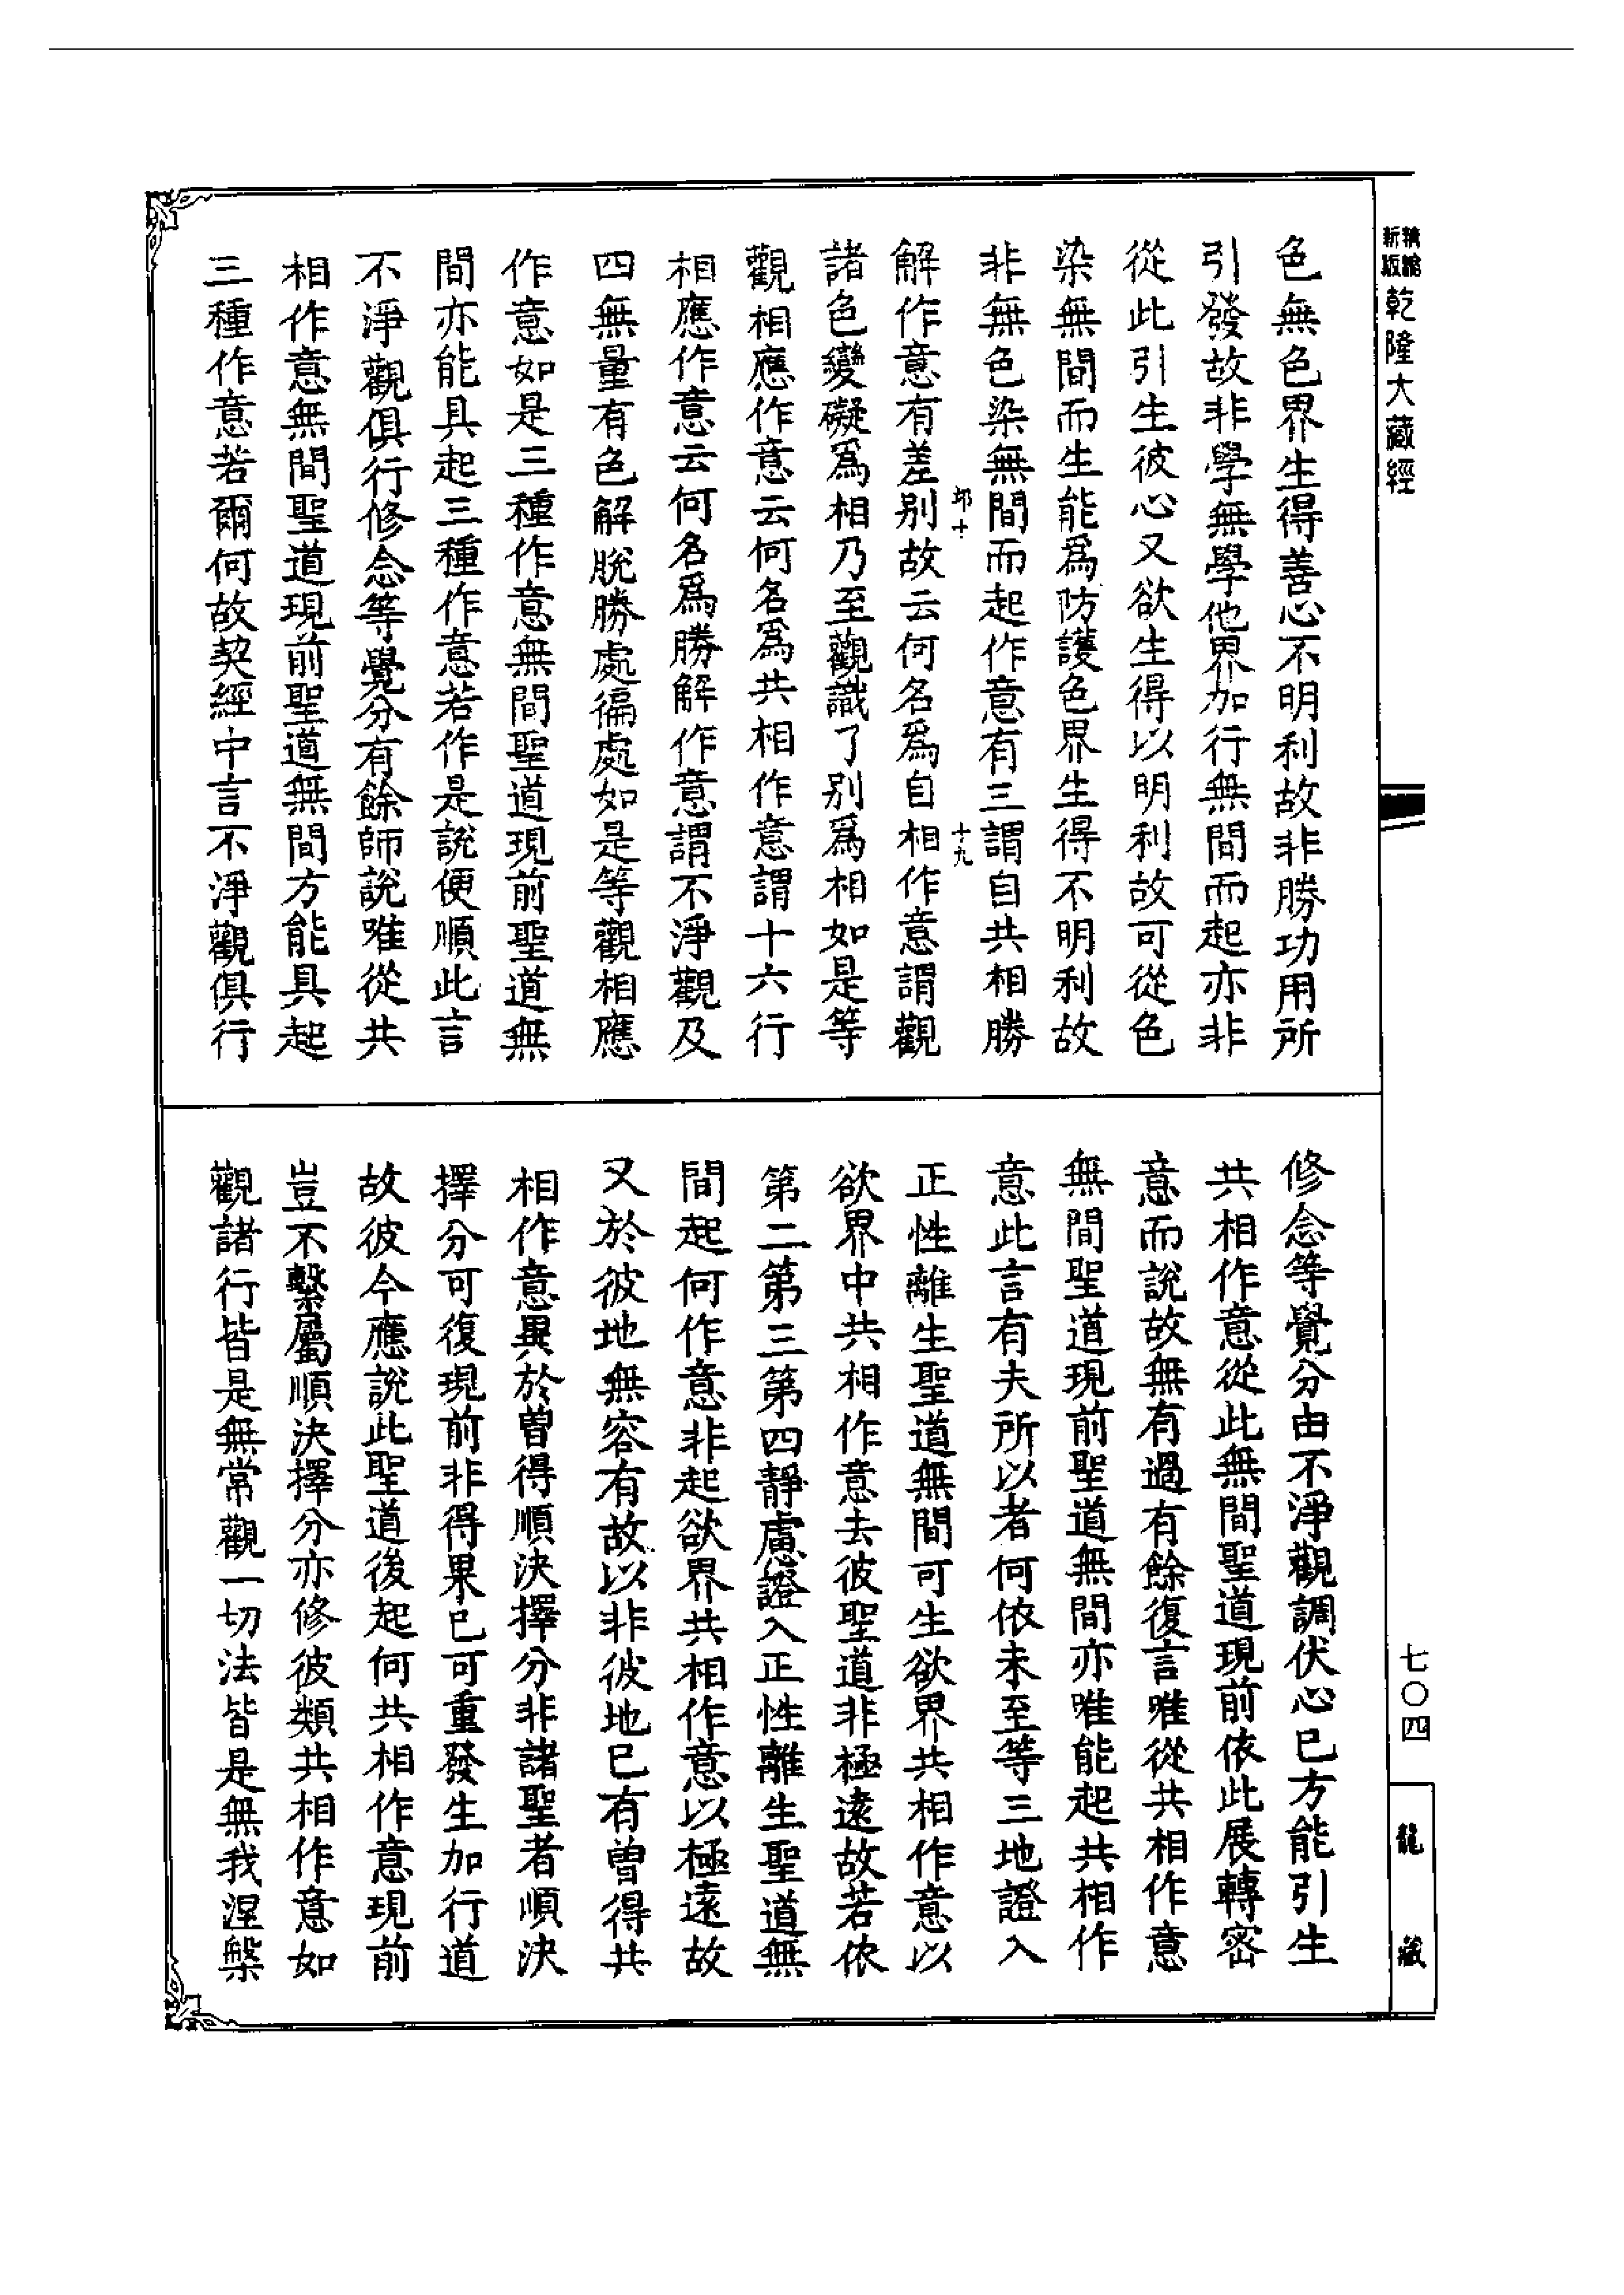 精縮
新版
乾隆大藏經
色無色界生得善心不明利故非勝功用所
引發故非學無學他界加行無間而起亦非
從此引生彼心又欲生得以明利故可從色
染無間而生能為防護色界生得不明利故
非無色染無間而起作意有三謂自共相勝
邶十
十九
解作意有差别故云何名為自相作意謂觀
諸色變礙為相乃至觀識了别為相如是等
觀相應作意云何名為共相作意謂十六行
相應作意云何名為勝解作意謂不淨觀及
四無量有色解脫勝處徧處如是等觀相應
作意如是三種作意無間聖道現前聖道無
間亦能具起三種作意若作是說便順此言
不淨觀俱行修念等覺分有餘師說唯從共
相作意無間聖道現前聖道無間方能具起
三種作意若爾何故契經中言不淨觀俱行
修念等覺分由不淨觀調伏心已方能引生
共相作意從此無間聖道現前依此展轉密
意而說故無有過有餘復言唯從共相作意
無間聖道現前聖道無間亦唯能起共相作
意此言有夫所以者何依未至等三地證入
正性離生聖道無間可生欲界共相作意以
欲界中共相作意去彼聖道非極遠故若依
第二第三第四靜慮證入正性離生聖道無
間起何作意非起欲界共相作意以極遠故
又於彼地無容有故以非彼地已有曾得共
相作意異於曾得順決擇分非諸聖者順決
擇分可復現前非得果已可重發生加行道
故彼今應說此聖道後起何共相作意現前
豈不繫屬順決擇分亦修彼類共相作意如
觀諸行皆是無常觀一切法皆是無我涅槃
七〇四
龍藏